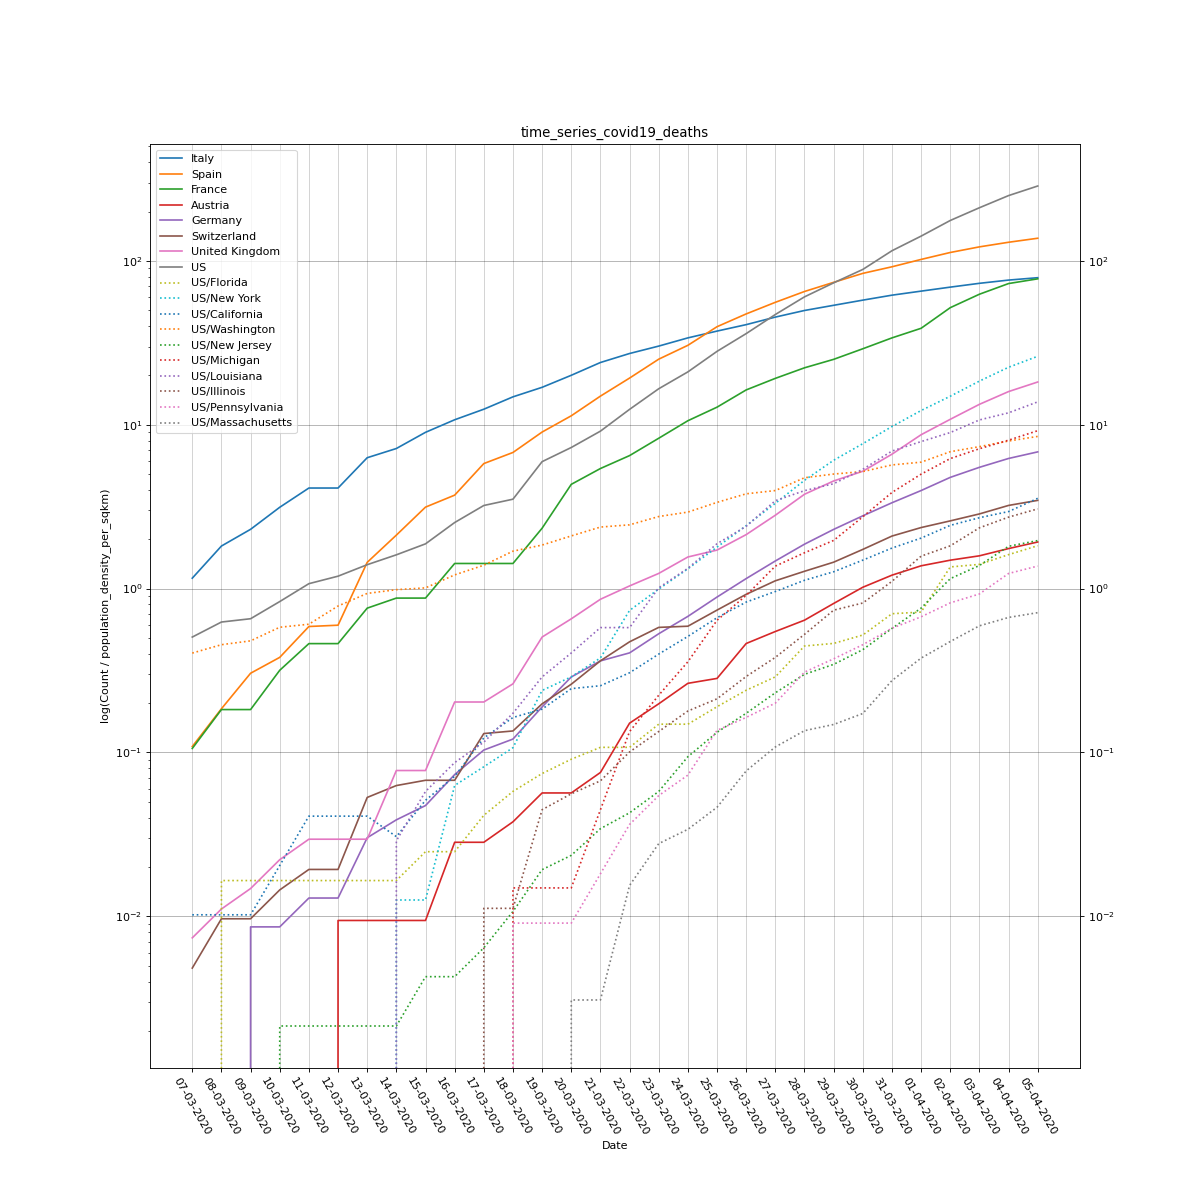 time_series_covid19_deaths
Italy
Spain
France
Austria
Germany
Switzerland
United Kingdom
US
US/Florida
US/New York
US/California
US/Washington
US/New Jersey
US/Michigan
US/Louisiana
US/Illinois
US/Pennsylvania
US/Massachusetts
log(Count / population_density_per_sqkm)
10²
10¹
10⁰
10⁻¹
10⁻²
10²
10¹
10⁰
10⁻¹
10⁻²
07-03-2020
08-03-2020
09-03-2020
10-03-2020
11-03-2020
12-03-2020
13-03-2020
14-03-2020
15-03-2020
16-03-2020
17-03-2020
18-03-2020
19-03-2020
20-03-2020
21-03-2020
22-03-2020
23-03-2020
24-03-2020
25-03-2020
26-03-2020
27-03-2020
28-03-2020
29-03-2020
30-03-2020
31-03-2020
01-04-2020
02-04-2020
03-04-2020
04-04-2020
05-04-2020
Date